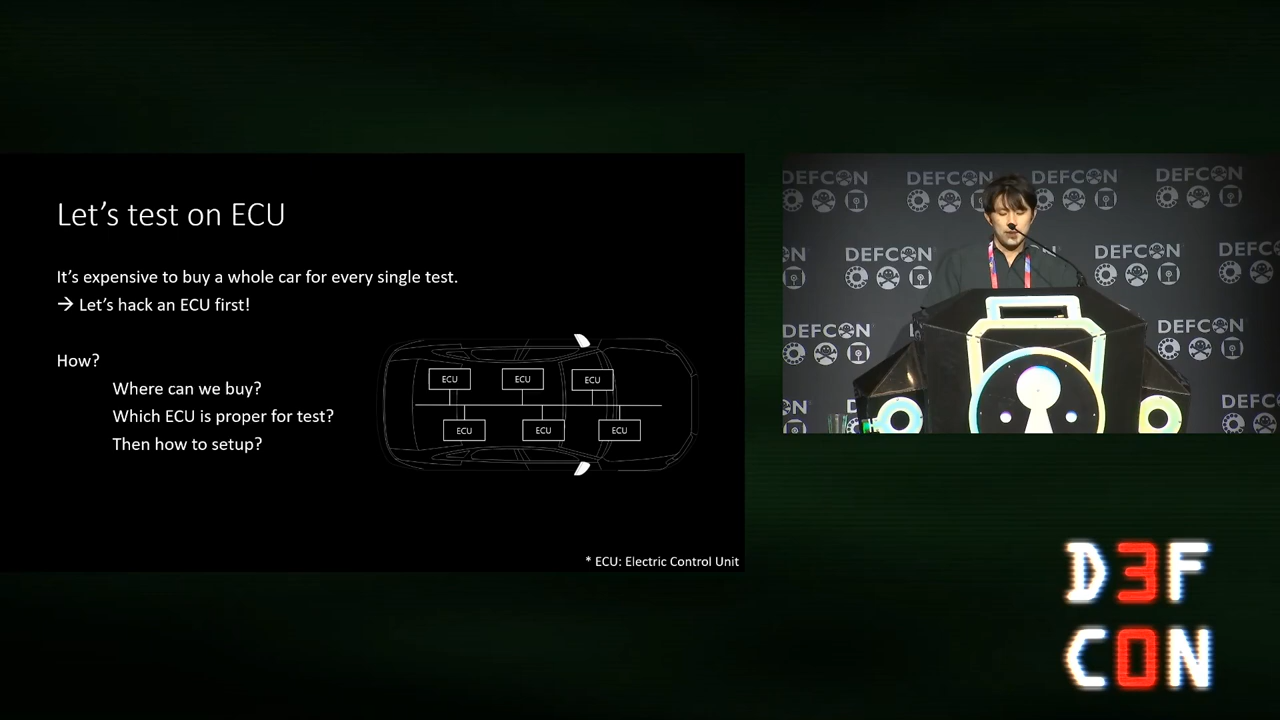 Let's test on ECU
It's expensive to buy a whole car for every single test.
→ Let's hack an ECU first!
How?
Where can we buy?
Which ECU is proper for test?
Then how to setup?
ECU ECU ECU
ECU ECU ECU
* ECU: Electric Control Unit
DEFCON DEFCON DEFCON DEFCON
DEFCON DEFCON DEFCON
DEFCON DEFCON
D3F
C0N